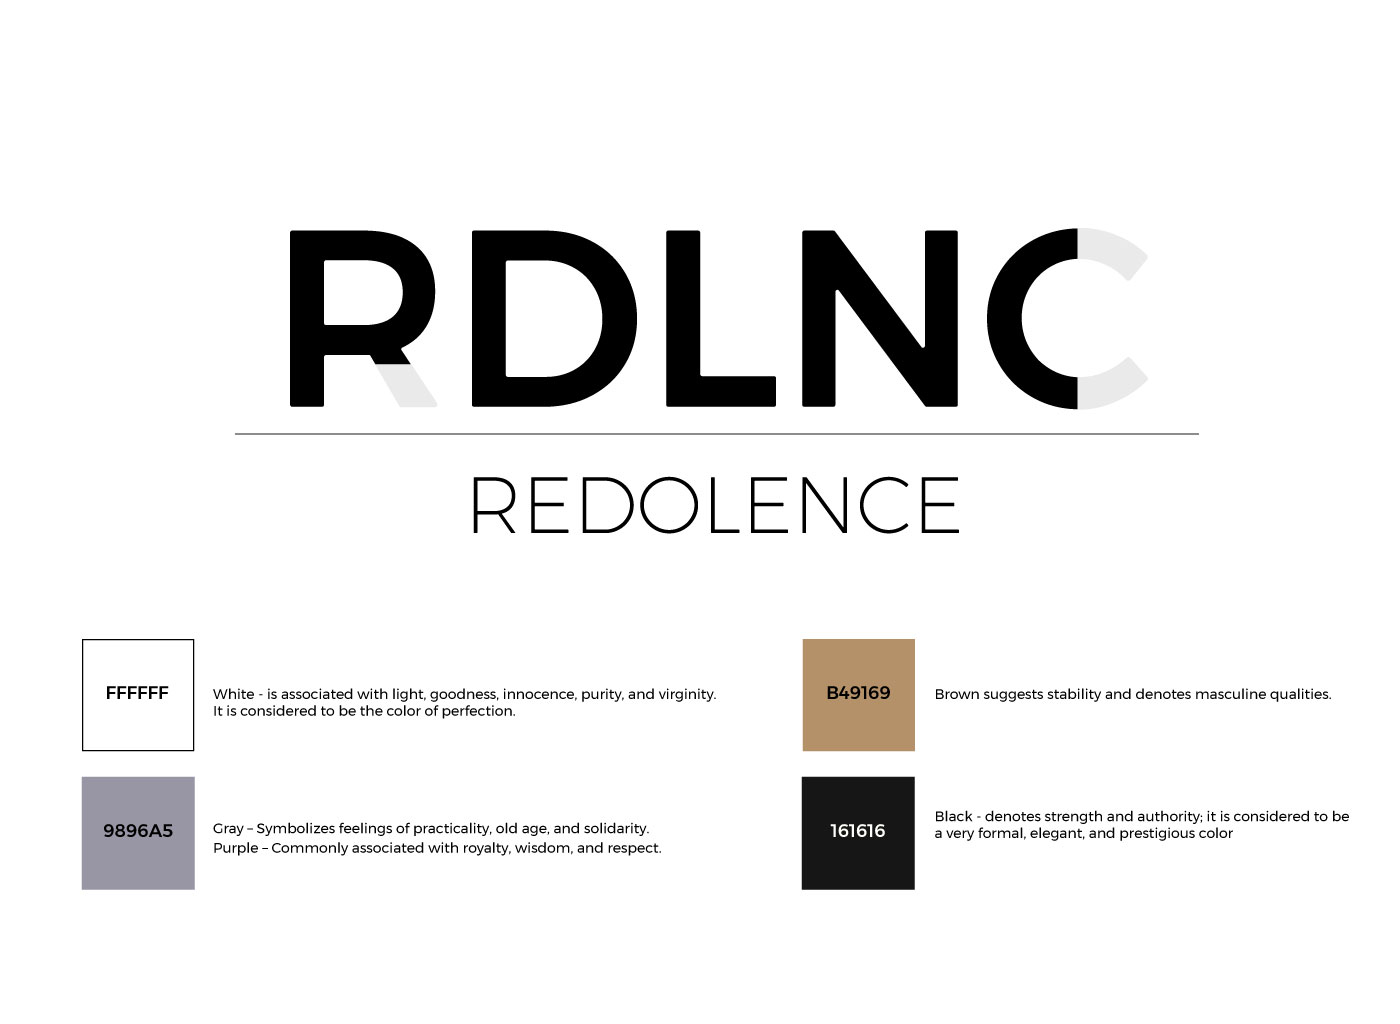 RDLNC
REDOLENCE
FFFFFF
White - is associated with light, goodness, innocence, purity, and virginity.
It is considered to be the color of perfection.
B49169
Brown suggests stability and denotes masculine qualities.
9896A5
Gray – Symbolizes feelings of practicality, old age, and solidarity.
Purple – Commonly associated with royalty, wisdom, and respect.
161616
Black - denotes strength and authority; it is considered to be
a very formal, elegant, and prestigious color